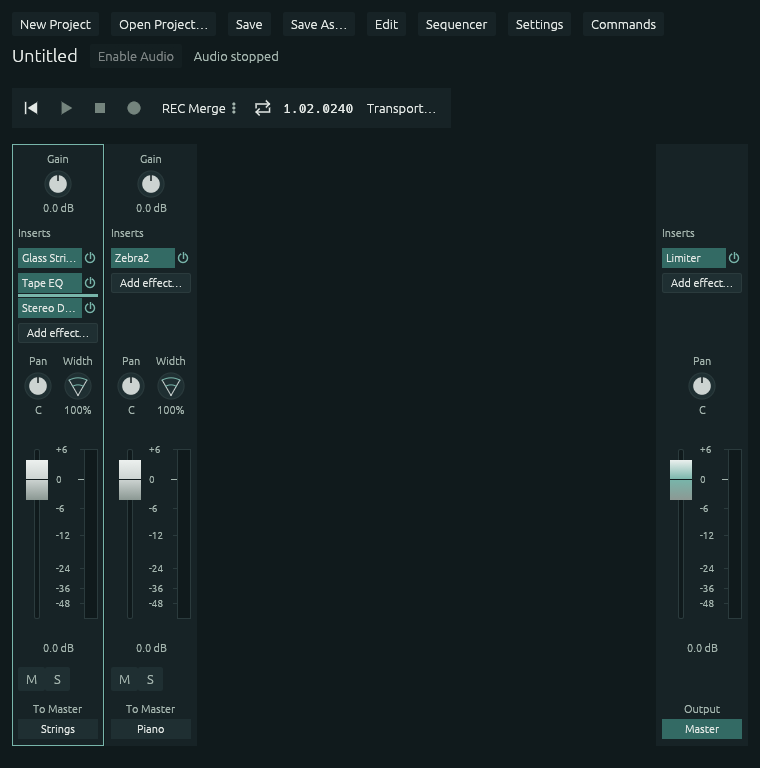 New Project Open Project... Save Save As... Edit Sequencer Settings Commands
Untitled Enable Audio Audio stopped
REC Merge 1.02.0240 Transport...
Gain
0.0 dB
Inserts
Glass Stri...
Tape EQ
Stereo D...
Add effect...
Pan Width
C 100%
+6
0
-6
-12
-24
-36
-48
0.0 dB
M S
To Master
Strings
Gain
0.0 dB
Zebra2
Add effect...
Pan Width
C 100%
+6
0
-6
-12
-24
-36
-48
0.0 dB
M S
To Master
Piano
Inserts
Limiter
Add effect...
Pan
C
+6
0
-6
-12
-24
-36
-48
0.0 dB
Output
Master